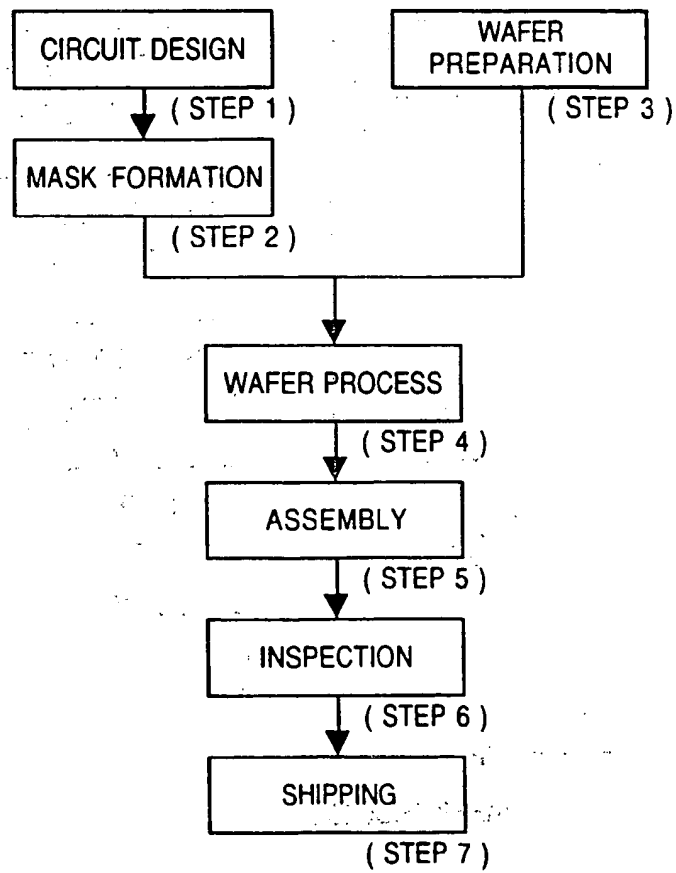 CIRCUIT DESIGN
( STEP 1 )
MASK FORMATION
( STEP 2 )
WAFER
PREPARATION
( STEP 3 )
WAFER PROCESS
( STEP 4 )
ASSEMBLY
( STEP 5 )
INSPECTION
( STEP 6 )
SHIPPING
( STEP 7 )